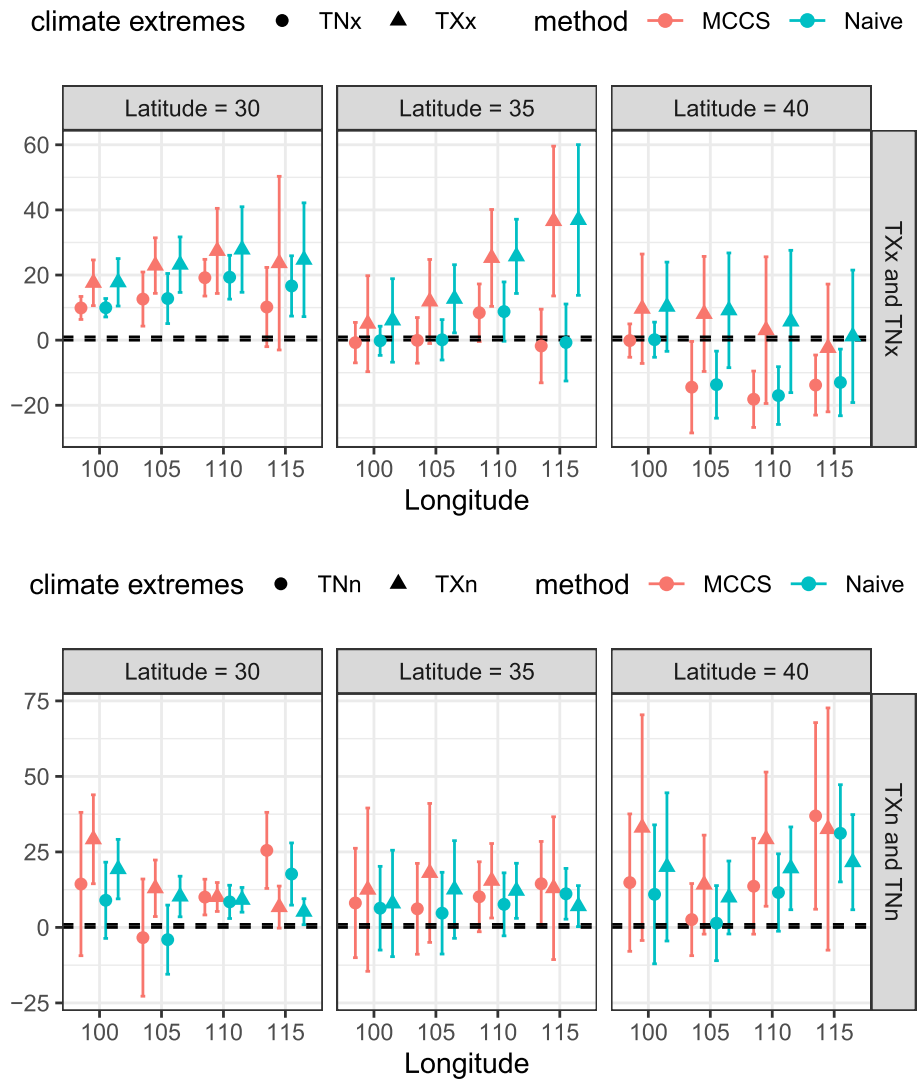 climate extremes TNx TXx method MCCS Naive
Latitude = 30 Latitude = 35 Latitude = 40
60
40
20
0
−20
TXx and TNx
100 105 110 115 100 105 110 115 100 105 110 115
Longitude
climate extremes TNn TXn method MCCS Naive
Latitude = 30 Latitude = 35 Latitude = 40
75
50
25
0
−25
TXn and TNn
100 105 110 115 100 105 110 115 100 105 110 115
Longitude